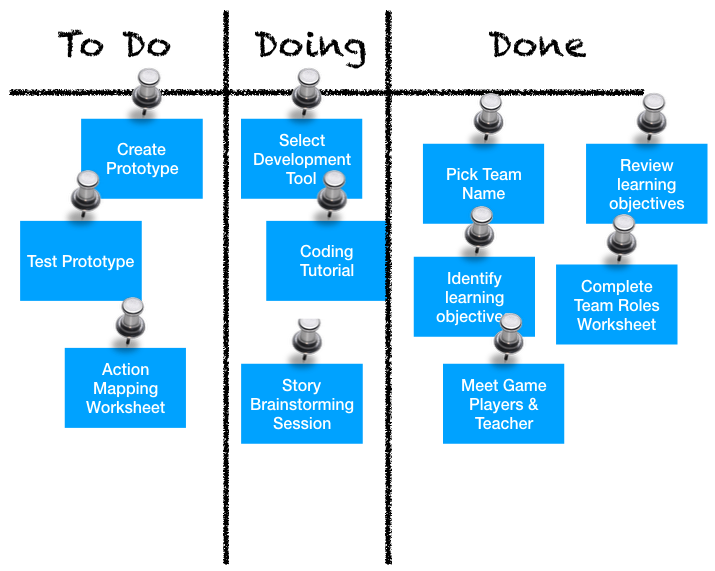 To Do
Doing
Done
Create
Prototype
Test Prototype
Action
Mapping
Worksheet
Select
Development
Tool
Coding
Tutorial
Story
Brainstorming
Session
Pick Team
Name
Review
learning
objectives
Identify
learning
objectives
Complete
Team Roles
Worksheet
Meet Game
Players &
Teacher